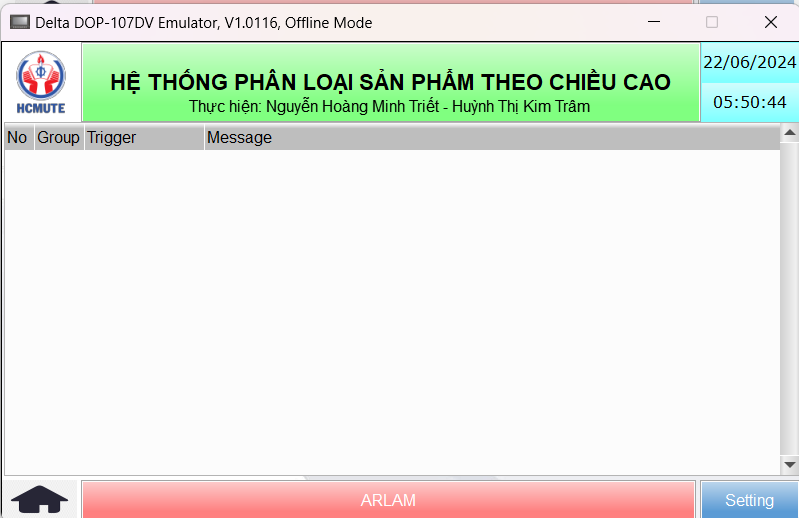 Delta DOP-107DV Emulator, V1.0116, Offline Mode
HCMUTE
HỆ THỐNG PHÂN LOẠI SẢN PHẨM THEO CHIỀU CAO
Thực hiện: Nguyễn Hoàng Minh Triết - Huỳnh Thị Kim Trâm
22/06/2024
05:50:44
No Group Trigger Message
ARLAM
Setting